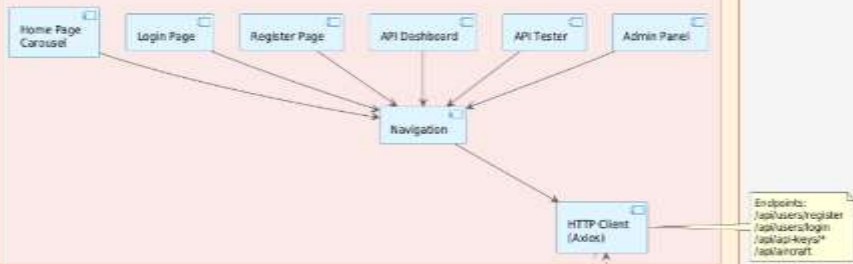 Home Page
Carousel
Login Page
Register Page
API Dashboard
API Tester
Admin Panel
Navigation
HTTP Client
(Axios)
Endpoints:
/api/users/register
/api/users/login
/api/api-keys/*
/api/aircraft